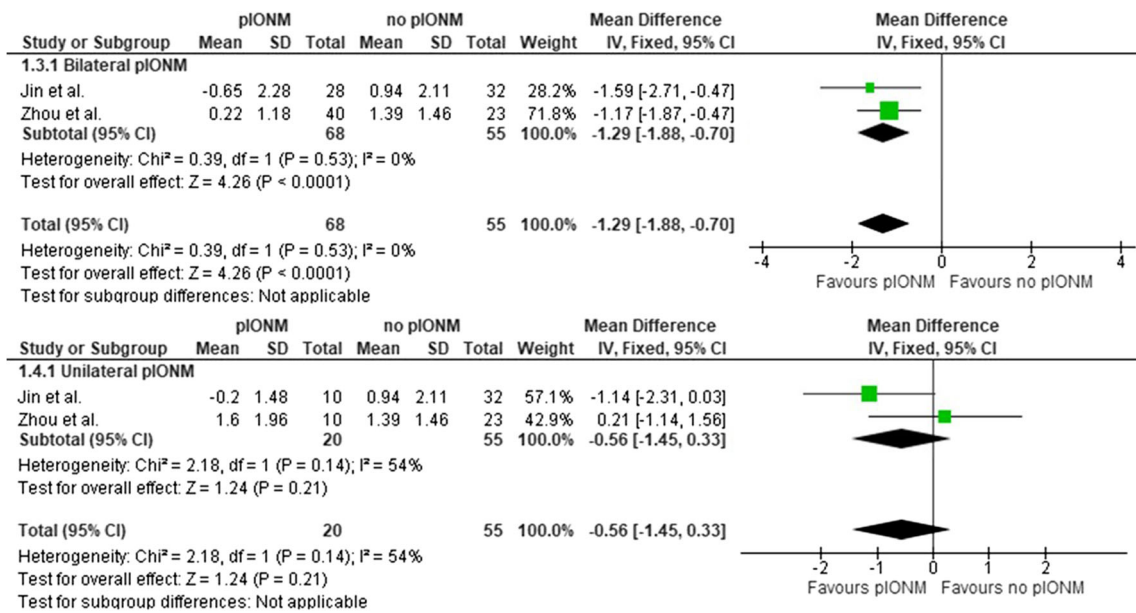 pIONM no pIONM Mean Difference Mean Difference
Study or Subgroup Mean SD Total Mean SD Total Weight IV, Fixed, 95% CI IV, Fixed, 95% CI
1.3.1 Bilateral pIONM
Jin et al. -0.65 2.28 28 0.94 2.11 32 28.2% -1.59 [-2.71, -0.47]
Zhou et al. 0.22 1.18 40 1.39 1.46 23 71.8% -1.17 [-1.87, -0.47]
Subtotal (95% CI) 68 55 100.0% -1.29 [-1.88, -0.70]
Heterogeneity: Chi² = 0.39, df = 1 (P = 0.53); I² = 0%
Test for overall effect: Z = 4.26 (P < 0.0001)
Total (95% CI) 68 55 100.0% -1.29 [-1.88, -0.70]
Heterogeneity: Chi² = 0.39, df = 1 (P = 0.53); I² = 0%
Test for overall effect: Z = 4.26 (P < 0.0001)
Test for subgroup differences: Not applicable
-4 -2 0 2 4
Favours pIONM Favours no pIONM
pIONM no pIONM Mean Difference Mean Difference
Study or Subgroup Mean SD Total Mean SD Total Weight IV, Fixed, 95% CI IV, Fixed, 95% CI
1.4.1 Unilateral pIONM
Jin et al. -0.2 1.48 10 0.94 2.11 32 57.1% -1.14 [-2.31, 0.03]
Zhou et al. 1.6 1.96 10 1.39 1.46 23 42.9% 0.21 [-1.14, 1.56]
Subtotal (95% CI) 20 55 100.0% -0.56 [-1.45, 0.33]
Heterogeneity: Chi² = 2.18, df = 1 (P = 0.14); I² = 54%
Test for overall effect: Z = 1.24 (P = 0.21)
Total (95% CI) 20 55 100.0% -0.56 [-1.45, 0.33]
Heterogeneity: Chi² = 2.18, df = 1 (P = 0.14); I² = 54%
Test for overall effect: Z = 1.24 (P = 0.21)
Test for subgroup differences: Not applicable
-2 -1 0 1 2
Favours pIONM Favours no pIONM